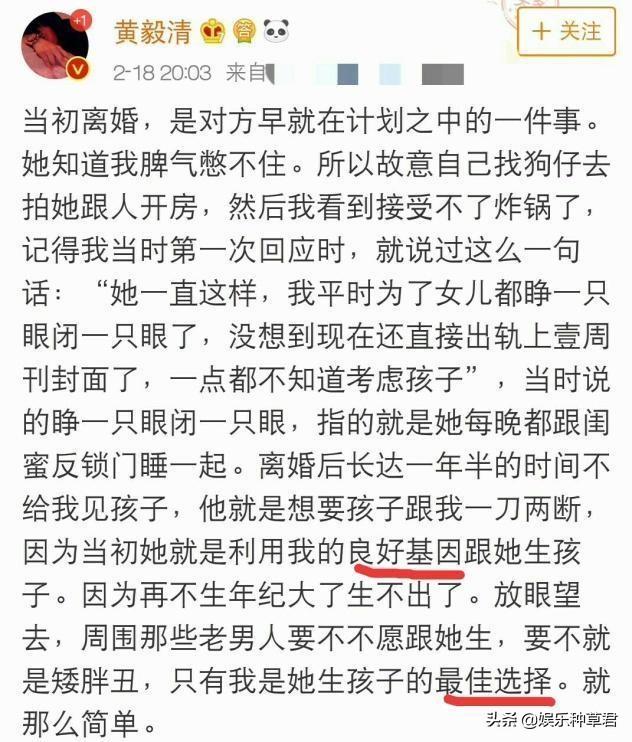 +1
黄毅清
+ 关注
2-18 20:03 来自
当初离婚，是对方早就在计划之中的一件事。
她知道我脾气憋不住。所以故意自己找狗仔去
拍她跟人开房，然后我看到接受不了炸锅了，
记得我当时第一次回应时，就说过这么一句
话：“她一直这样，我平时为了女儿都睁一只
眼闭一只眼了，没想到现在还直接出轨上壹周
刊封面了，一点都不知道考虑孩子”，当时说
的睁一只眼闭一只眼，指的就是她每晚都跟闺
蜜反锁门睡一起。离婚后长达一年半的时间不
给我见孩子，他就是想要孩子跟我一刀两断，
因为当初她就是利用我的良好基因跟她生孩
子。因为再不生年纪大了生不出了。放眼望
去，周围那些老男人要不不愿跟她生，要不就
是矮胖丑，只有我是她生孩子的最佳选择。就
那么简单。
头条 @娱乐种草君